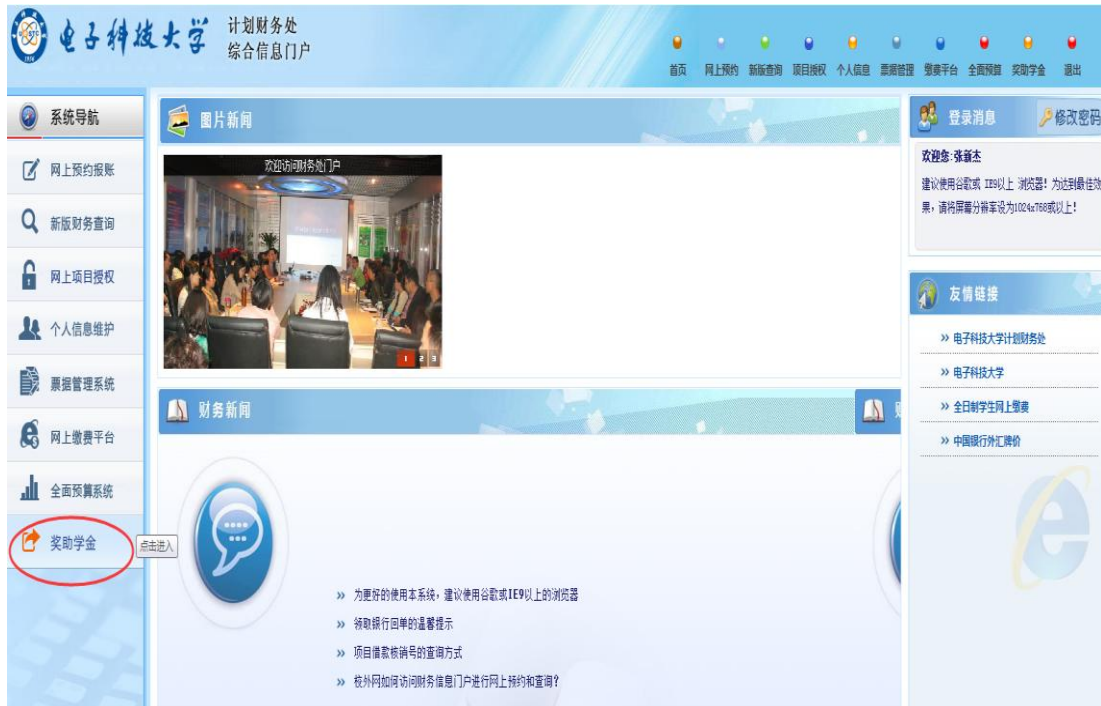 电子科技大学
计划财务处
综合信息门户
首页 网上预约 新版查询 项目授权 个人信息 票据管理 缴费平台 全面预算 奖助学金 退出
系统导航
网上预约报账
新版财务查询
网上项目授权
个人信息维护
票据管理系统
网上缴费平台
全面预算系统
奖助学金
点击进入
图片新闻
欢迎访问财务处门户
1 2 3
财务新闻
» 为更好的使用本系统，建议使用谷歌或IE9以上的浏览器
» 领取银行回单的温馨提示
» 项目借款核销号的查询方式
» 校外网如何访问财务信息门户进行网上预约和查询?
登录消息
修改密码
欢迎您:张新杰
建议使用谷歌或 IE9以上 浏览器! 为达到最佳效
果，请将屏幕分辨率设为1024x768或以上!
友情链接
» 电子科技大学计划财务处
» 电子科技大学
» 全日制学生网上缴费
» 中国银行外汇牌价